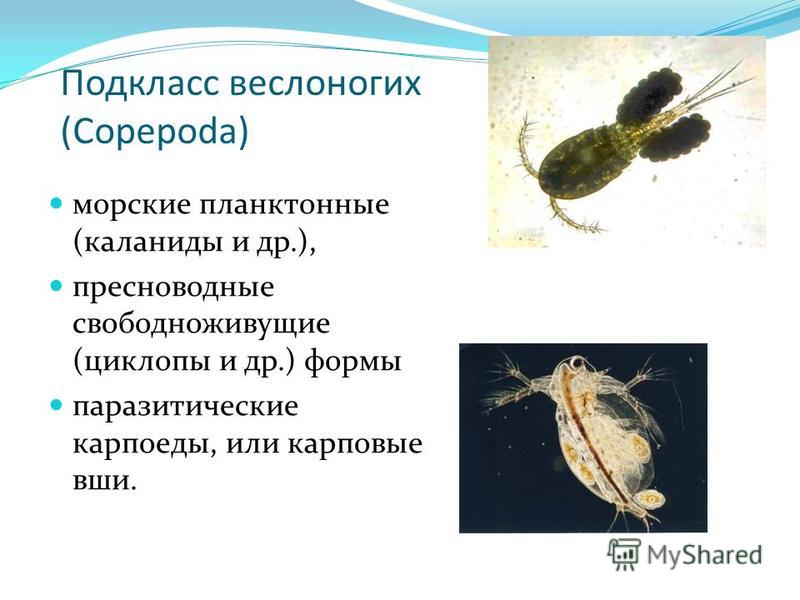 Подкласс веслоногих
(Copepoda)
морские планктонные
(каланиды и др.),
пресноводные
свободноживущие
(циклопы и др.) формы
паразитические
карпоеды, или карповые
вши.
MyShared